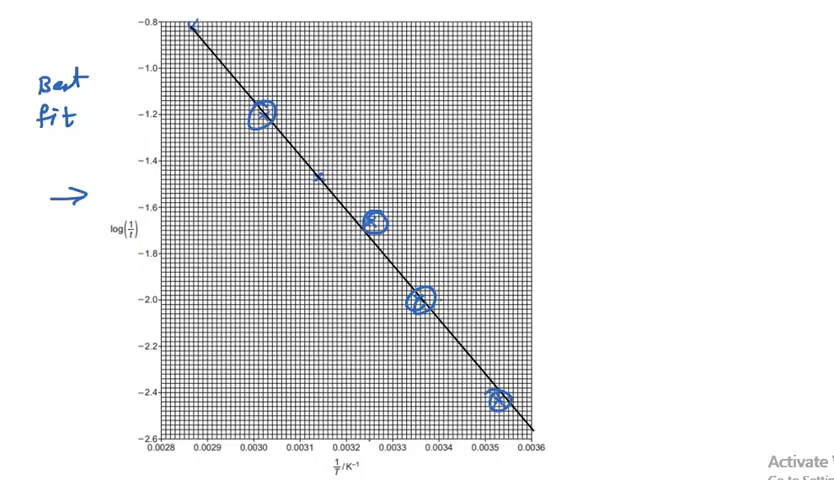 Best
fit
→
−0.8
−1.0
−1.2
−1.4
−1.6
−1.8
−2.0
−2.2
−2.4
−2.6
log(1/t)
0.0028 0.0029 0.0030 0.0031 0.0032 0.0033 0.0034 0.0035 0.0036
1/T /K⁻¹
Activate